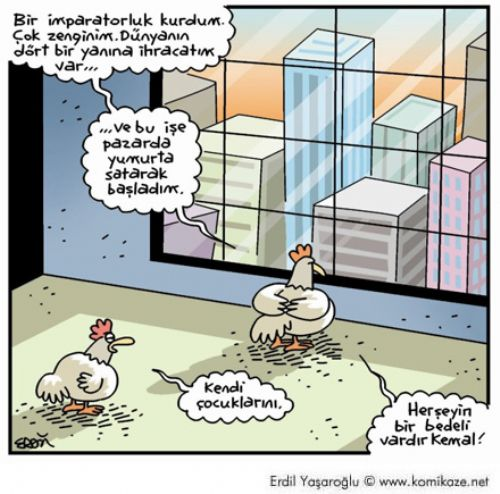 Bir imparatorluk kurdum.
Çok zenginim. Dünyanın
dört bir yanına ihracatım
var...
...ve bu işe
pazarda
yumurta
satarak
başladım.
Kendi
çocuklarını.
Herşeyin
bir bedeli
vardır Kemal!
Erdil Yaşaroğlu © www.komikaze.net